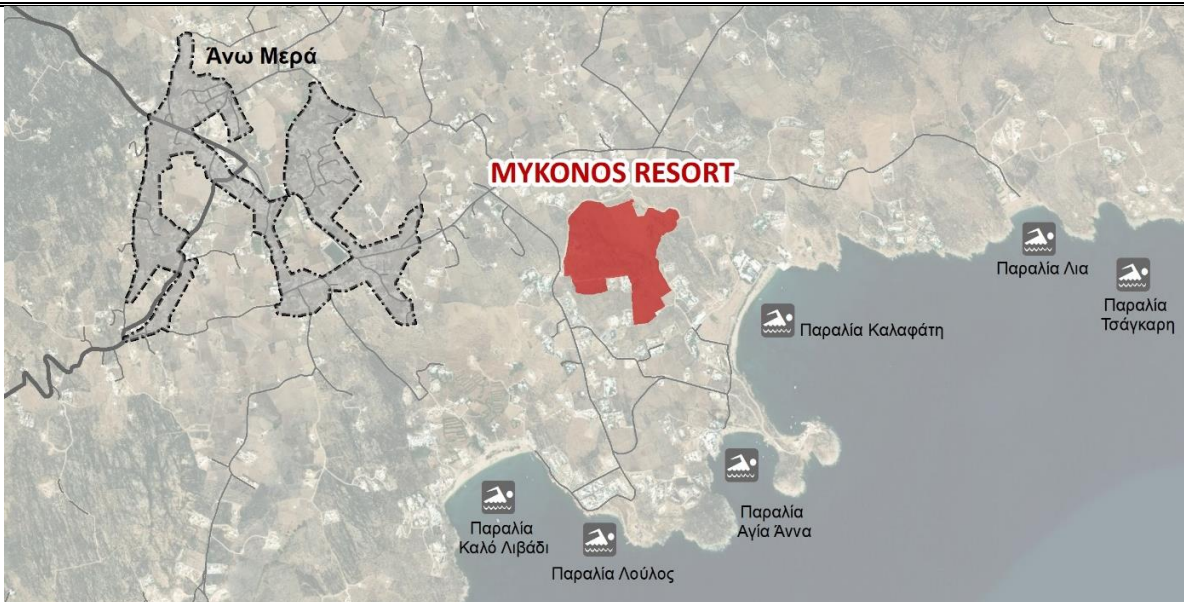 Άνω Μερά
MYKONOS RESORT
Παραλία Λια
Παραλία
Τσάγκαρη
Παραλία Καλαφάτη
Παραλία
Αγία Άννα
Παραλία
Καλό Λιβάδι
Παραλία Λούλος